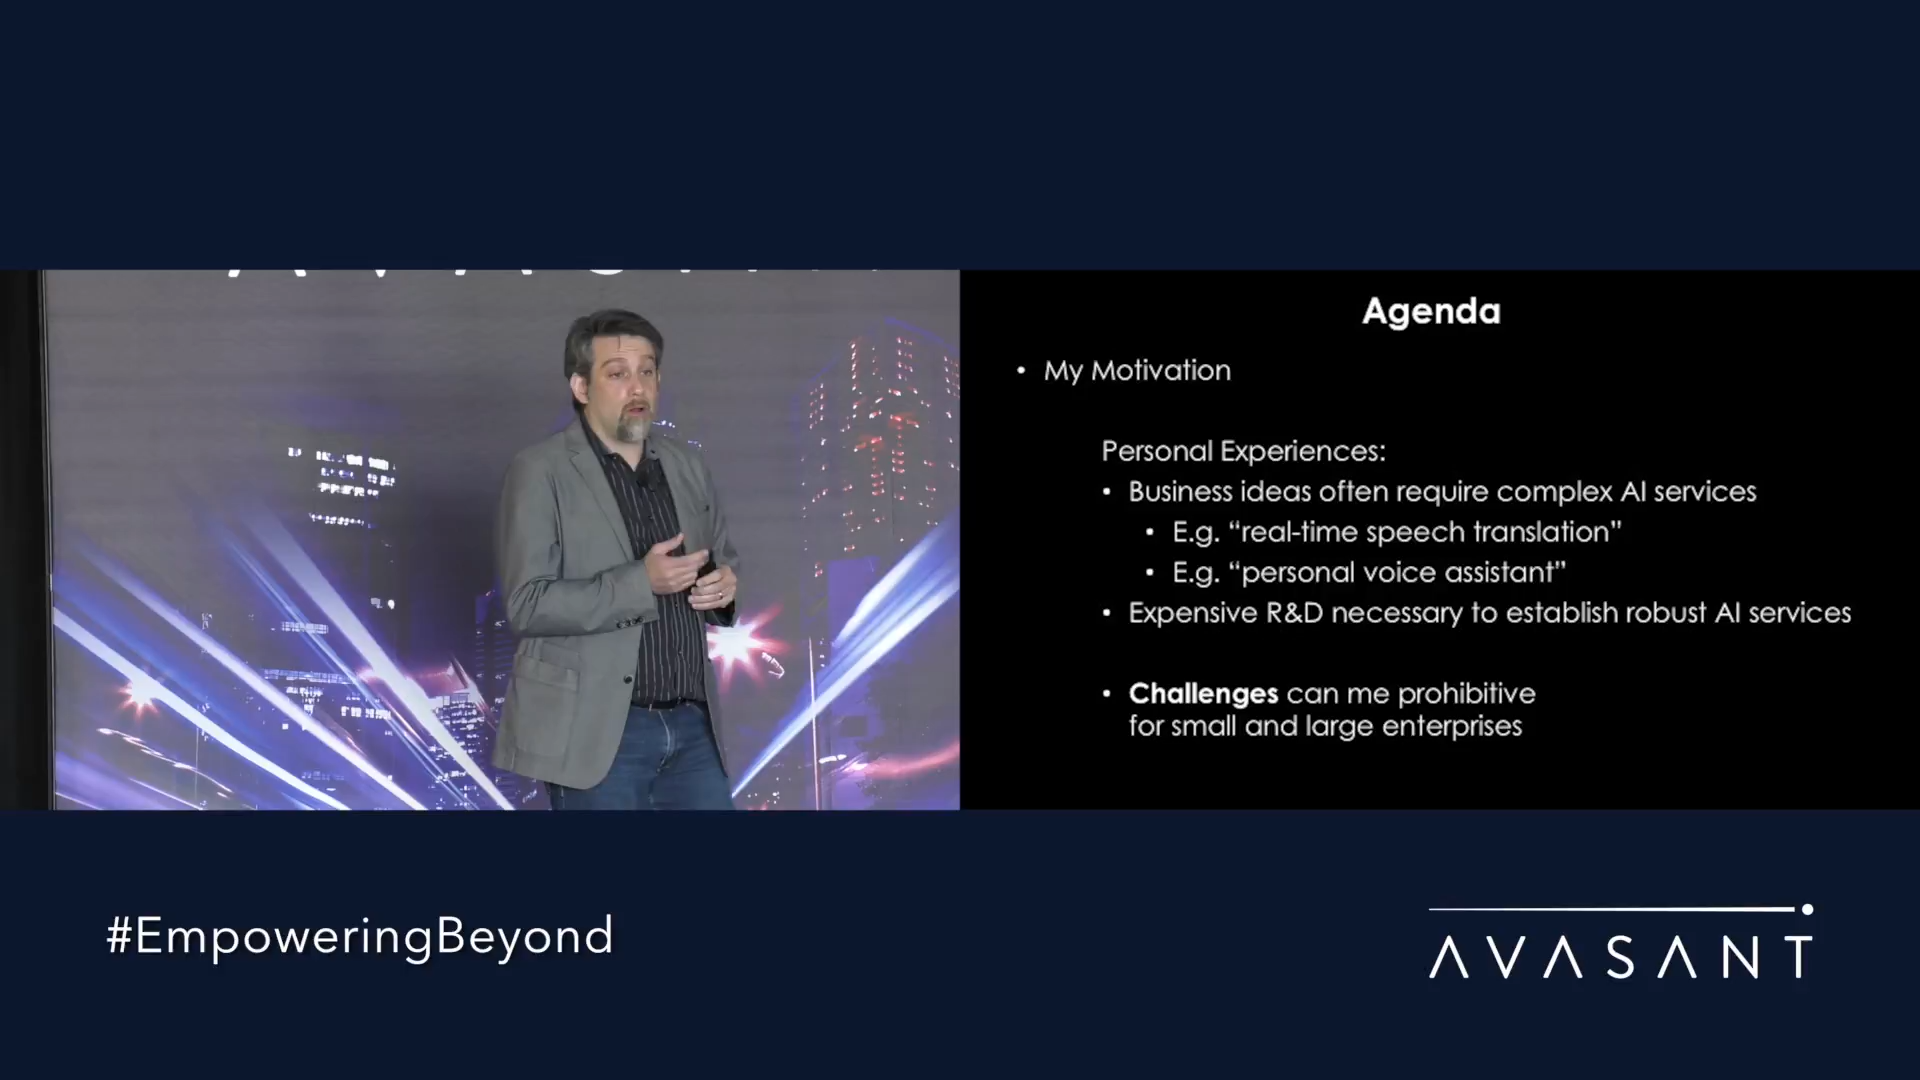 Agenda
• My Motivation
Personal Experiences:
• Business ideas often require complex AI services
• E.g. “real-time speech translation”
• E.g. “personal voice assistant”
• Expensive R&D necessary to establish robust AI services
• Challenges can me prohibitive
for small and large enterprises
#EmpoweringBeyond
AVASANT